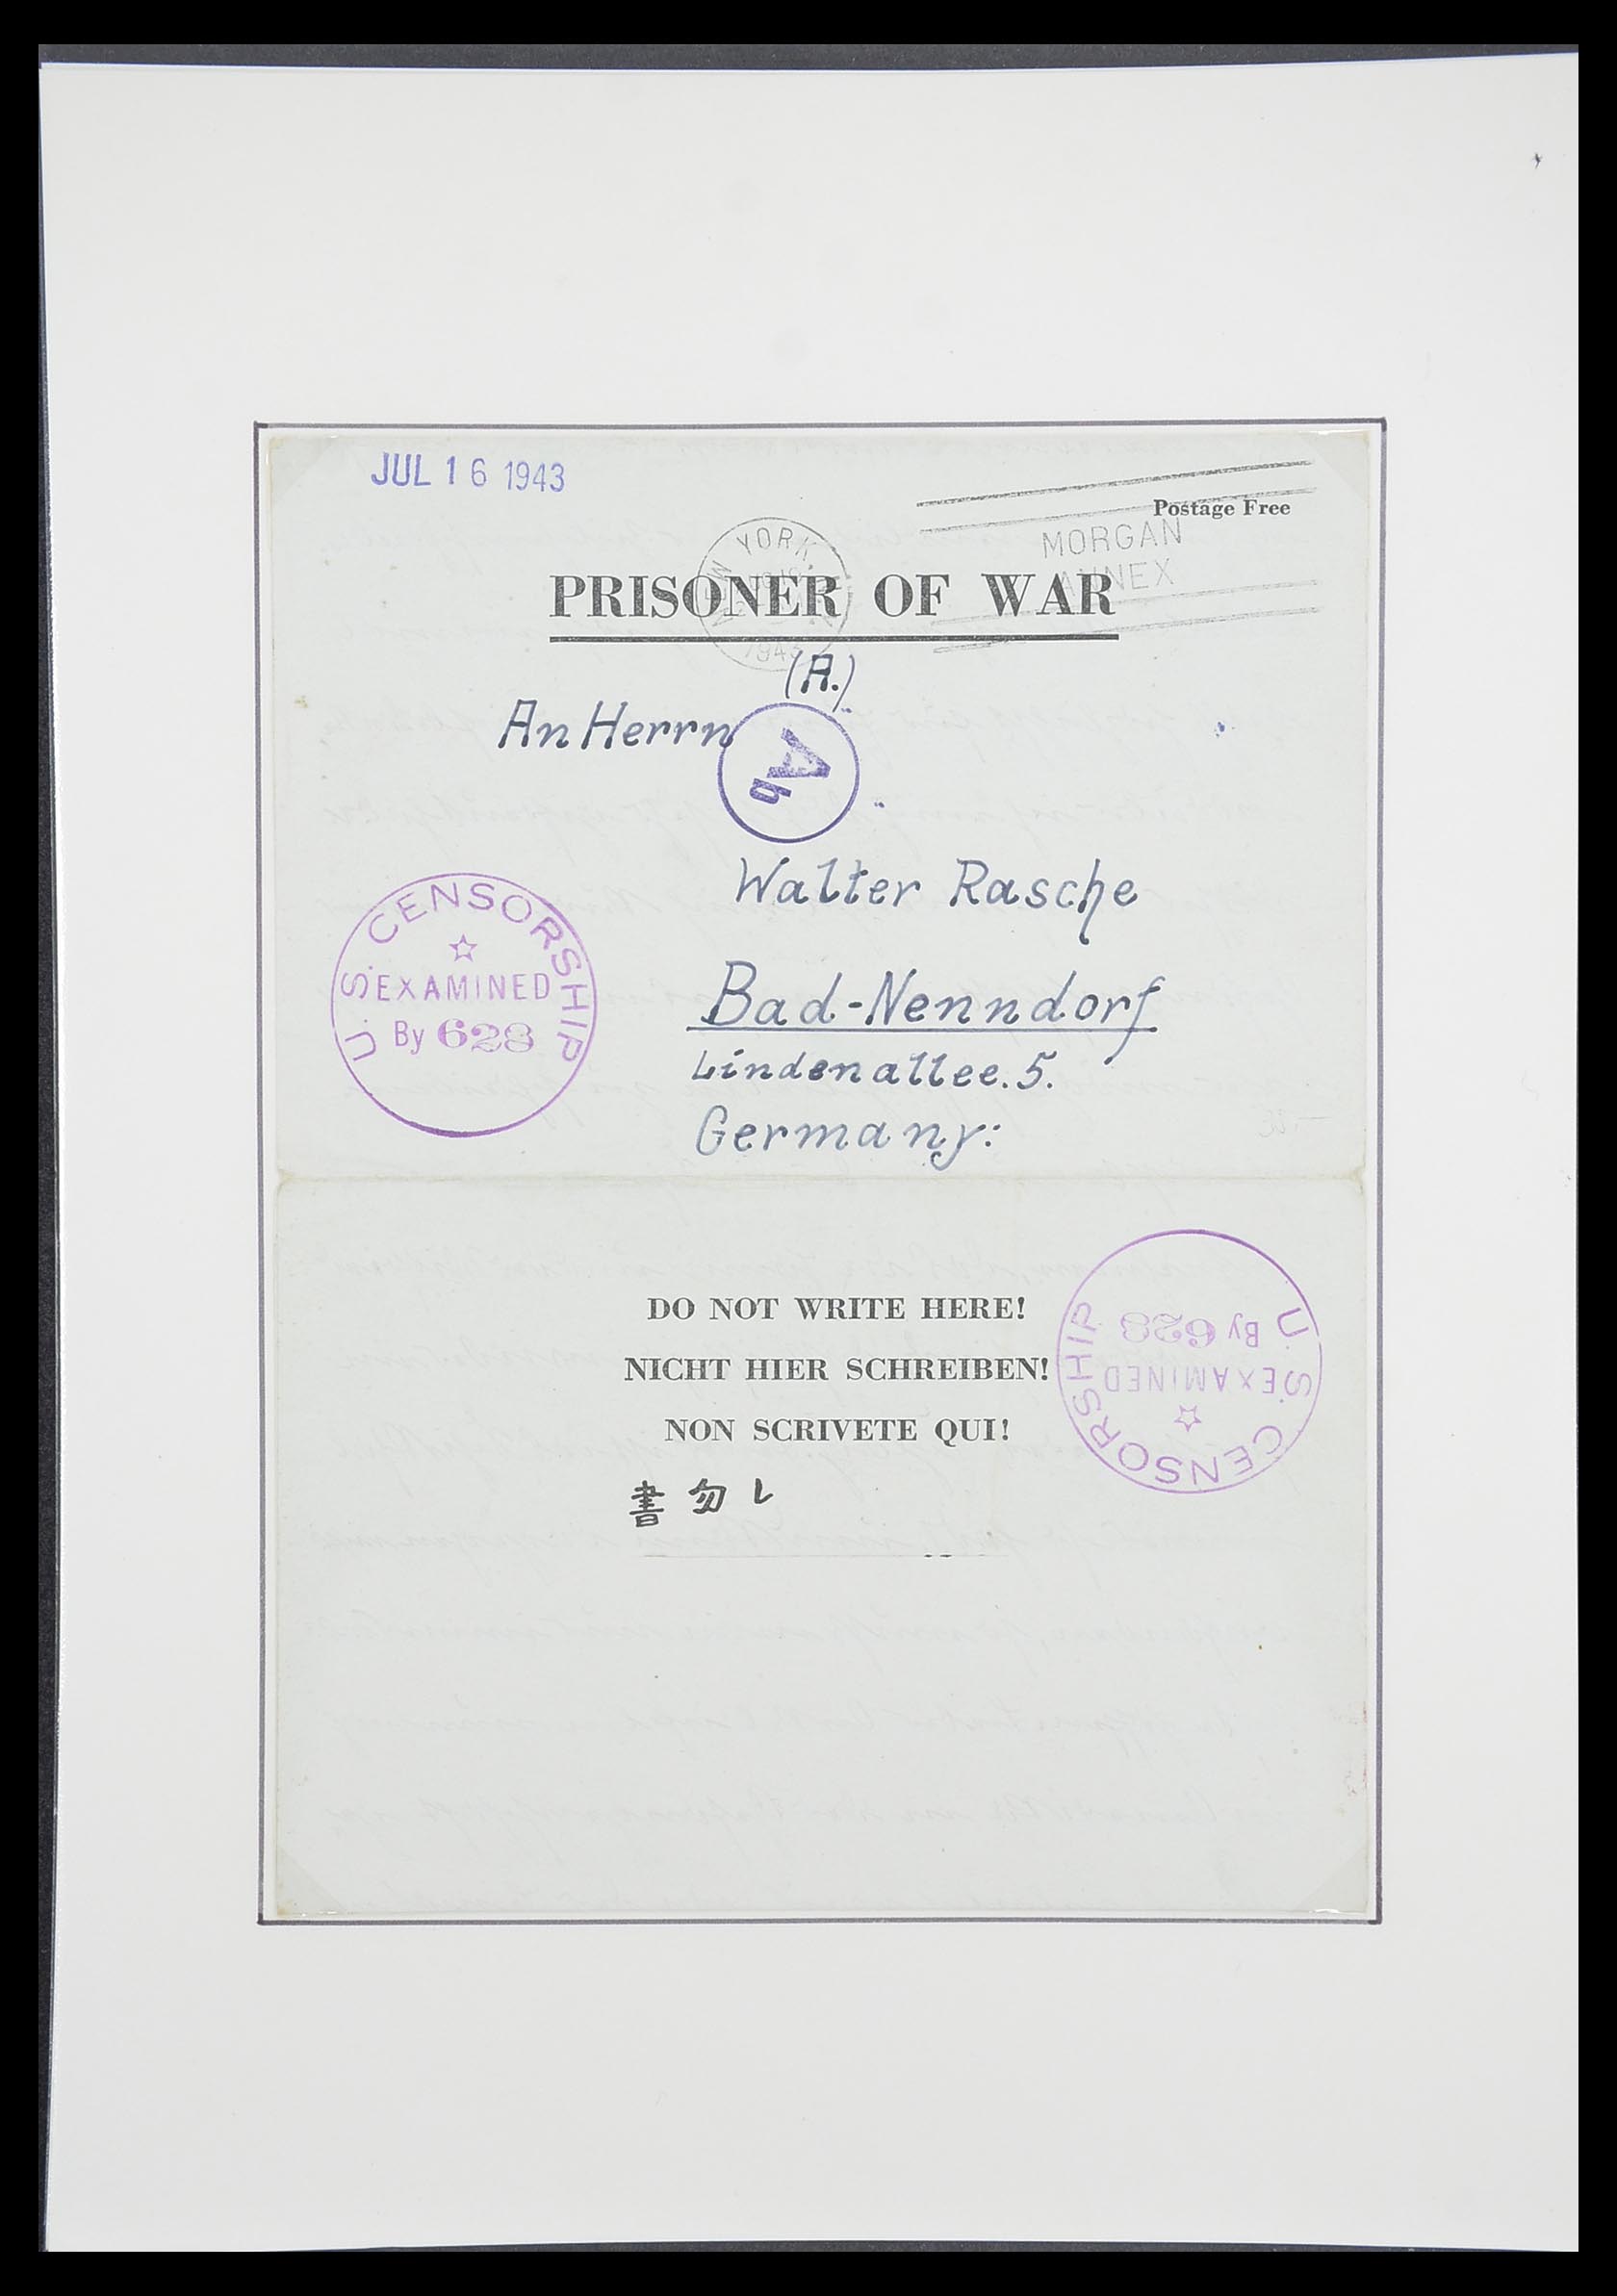 JUL 16 1943
Postage Free
NEW YORK, N.Y.
1943
MORGAN
ANNEX
PRISONER OF WAR
(A.)
An Herrn
Ab
Walter Rasche
Bad-Nenndorf
Lindenallee. 5.
Germany:
U.S. CENSORSHIP
EXAMINED
By 628
DO NOT WRITE HERE!
NICHT HIER SCHREIBEN!
NON SCRIVETE QUI!
書勿レ
U.S. CENSORSHIP
EXAMINED
By 628